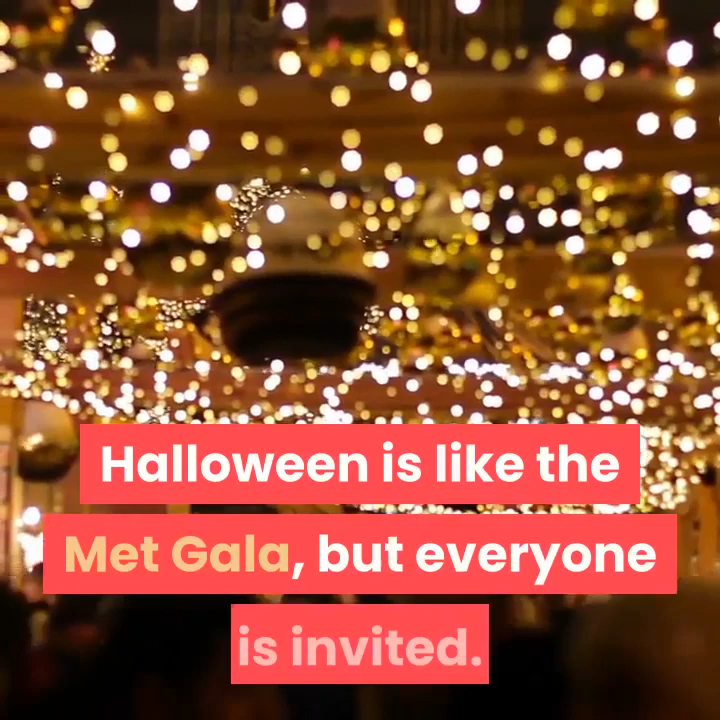 Halloween is like the
Met Gala, but everyone
is invited.